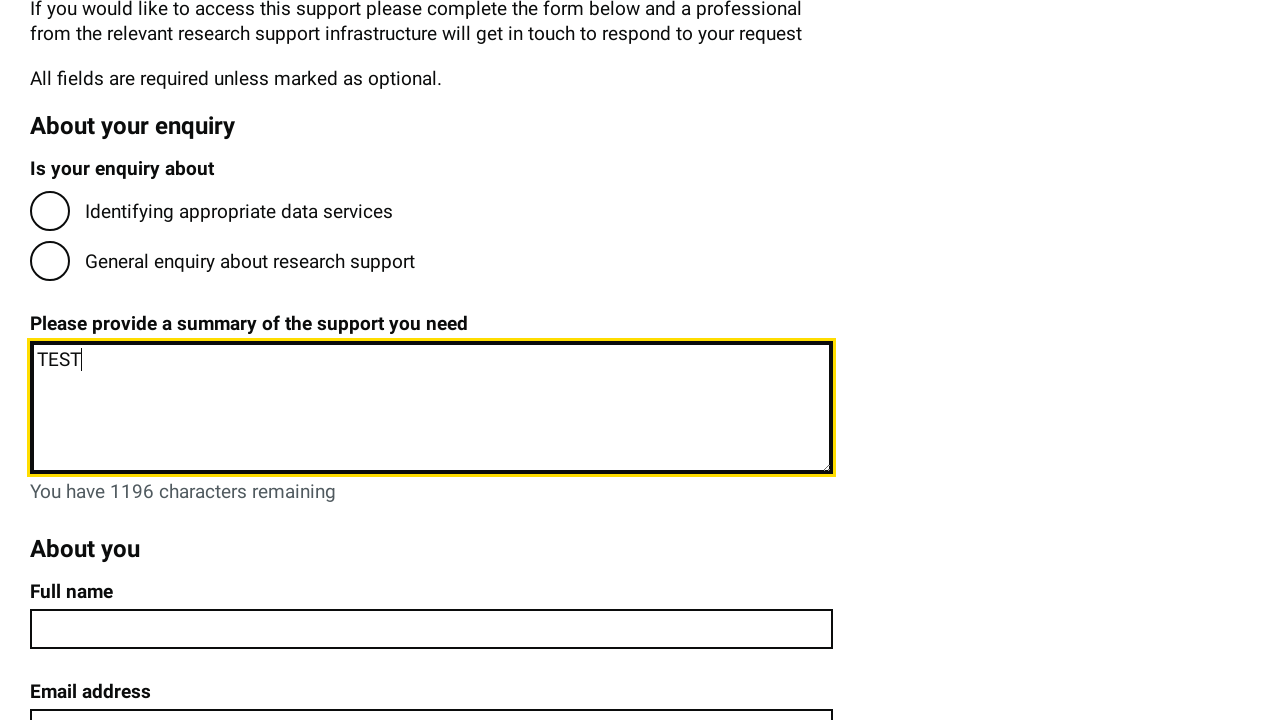 If you would like to access this support please complete the form below and a professional
from the relevant research support infrastructure will get in touch to respond to your request
All fields are required unless marked as optional.
About your enquiry
Is your enquiry about
Identifying appropriate data services
General enquiry about research support
Please provide a summary of the support you need
TEST
You have 1196 characters remaining
About you
Full name
Email address